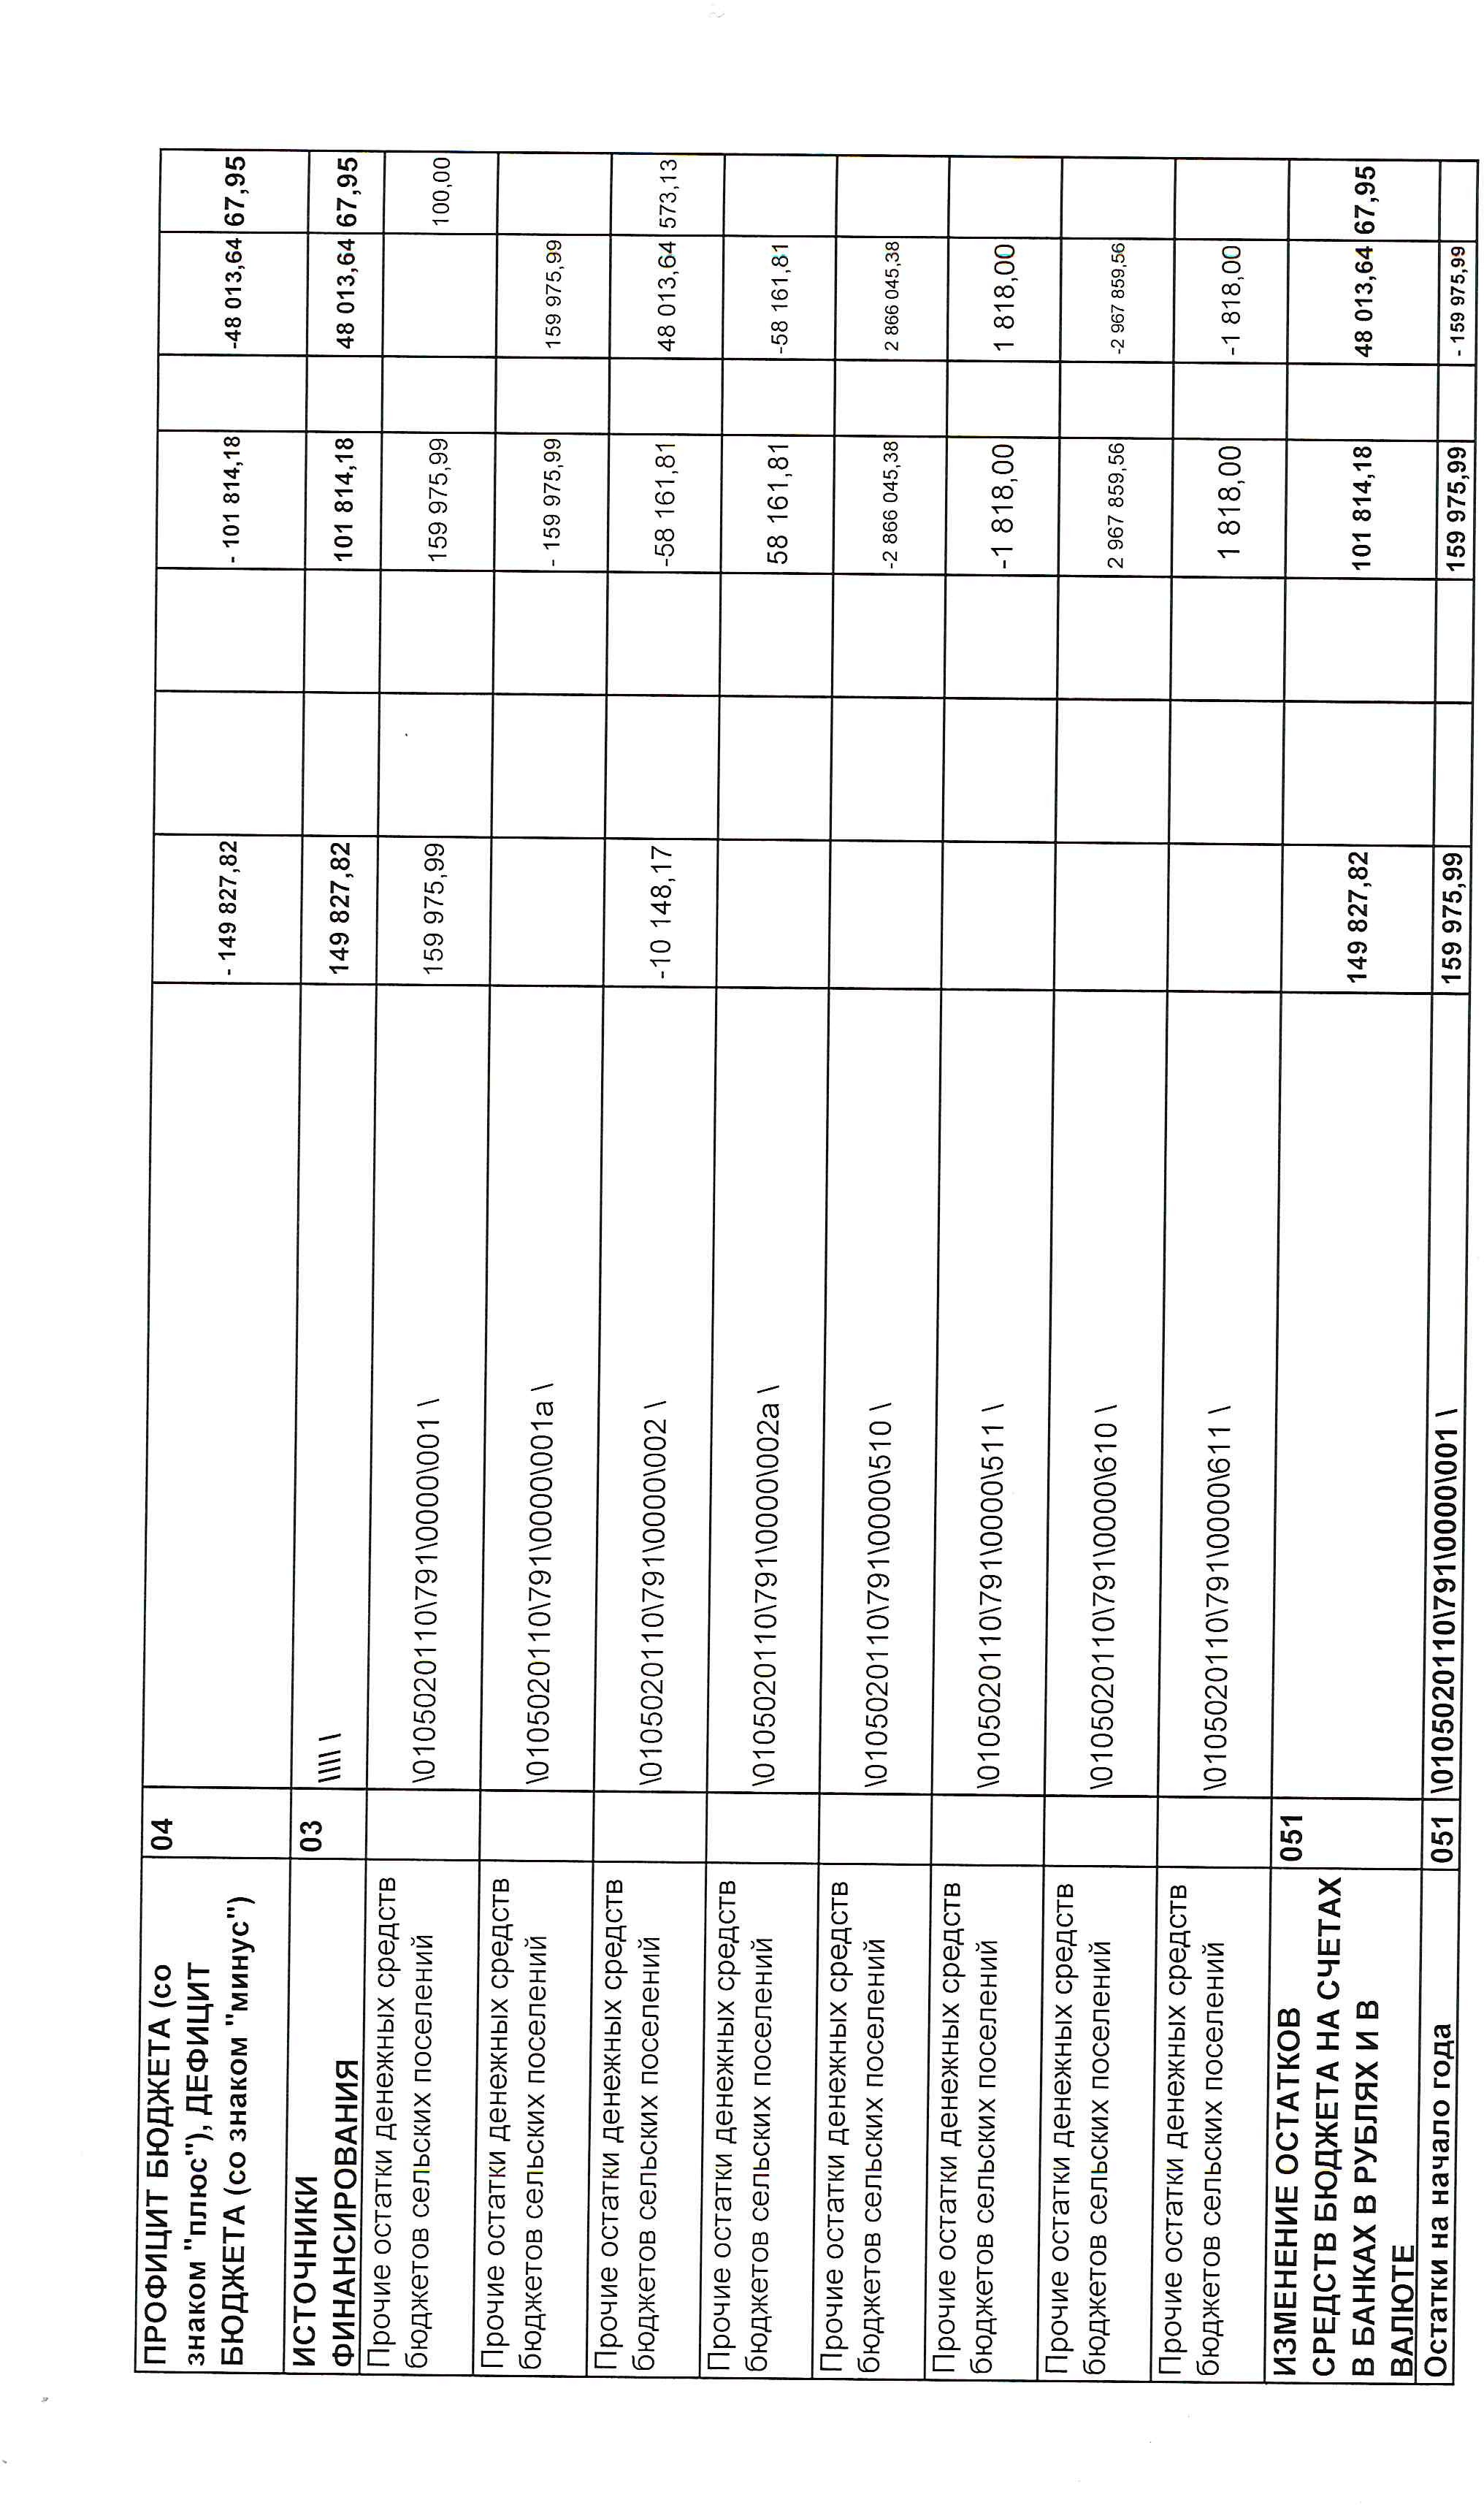 ПРОФИЦИТ БЮДЖЕТА (со
знаком "плюс"), ДЕФИЦИТ
БЮДЖЕТА (со знаком "минус")
04
- 149 827,82
- 101 814,18
-48 013,64
67,95
ИСТОЧНИКИ
ФИНАНСИРОВАНИЯ
03
\\\\ \
149 827,82
101 814,18
48 013,64
67,95
Прочие остатки денежных средств
бюджетов сельских поселений
\0105020110\791\0000\001 \
159 975,99
159 975,99
100,00
Прочие остатки денежных средств
бюджетов сельских поселений
\0105020110\791\0000\001а \
- 159 975,99
159 975,99
Прочие остатки денежных средств
бюджетов сельских поселений
\0105020110\791\0000\002 \
-10 148,17
-58 161,81
48 013,64
573,13
Прочие остатки денежных средств
бюджетов сельских поселений
\0105020110\791\0000\002а \
58 161,81
-58 161,81
Прочие остатки денежных средств
бюджетов сельских поселений
\0105020110\791\0000\510 \
-2 866 045,38
2 866 045,38
Прочие остатки денежных средств
бюджетов сельских поселений
\0105020110\791\0000\511 \
-1 818,00
1 818,00
Прочие остатки денежных средств
бюджетов сельских поселений
\0105020110\791\0000\610 \
2 967 859,56
-2 967 859,56
Прочие остатки денежных средств
бюджетов сельских поселений
\0105020110\791\0000\611 \
1 818,00
-1 818,00
ИЗМЕНЕНИЕ ОСТАТКОВ
СРЕДСТВ БЮДЖЕТА НА СЧЕТАХ
В БАНКАХ В РУБЛЯХ И В
ВАЛЮТЕ
051
149 827,82
101 814,18
48 013,64
67,95
Остатки на начало года
051
\0105020110\791\0000\001 \
159 975,99
159 975,99
- 159 975,99